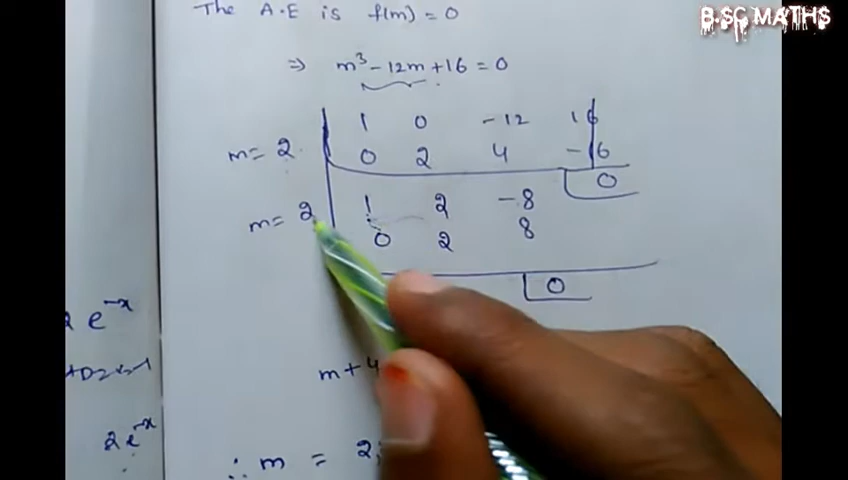 B.SC MATHS
The A.E is f(m) = 0
⇒ m³ - 12m + 16 = 0
1 0 -12 16
m = 2 0 2 4 -16
0
m = 2 1 2 -8
0 2 8
0
2 e^-x
m + 4
2e^-x
∴ m = 2,